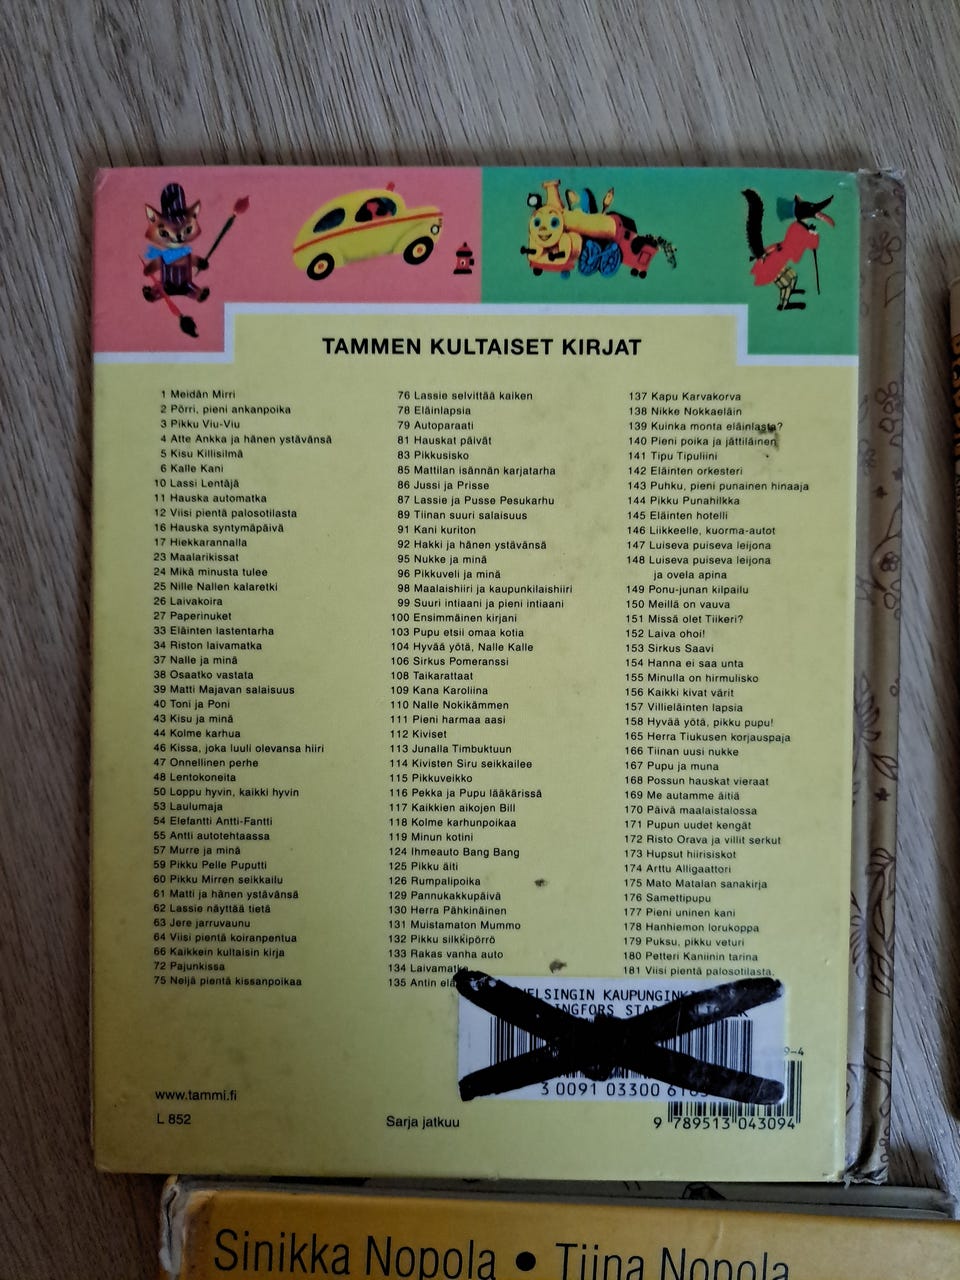 TAMMEN KULTAISET KIRJAT
1 Meidän Mirri
2 Pörri, pieni ankanpoika
3 Pikku Viu-Viu
4 Atte Ankka ja hänen ystävänsä
5 Kisu Killisilmä
6 Kalle Kani
10 Lassi Lentäjä
11 Hauska automatka
12 Viisi pientä palosotilasta
16 Hauska syntymäpäivä
17 Hiekkarannalla
23 Maalarikissat
24 Mikä minusta tulee
25 Nille Nallen kalaretki
26 Laivakoira
27 Paperinuket
33 Eläinten lastentarha
34 Riston laivamatka
37 Nalle ja minä
38 Osaatko vastata
39 Matti Majavan salaisuus
40 Toni ja Poni
43 Kisu ja minä
44 Kolme karhua
46 Kissa, joka luuli olevansa hiiri
47 Onnellinen perhe
48 Lentokoneita
50 Loppu hyvin, kaikki hyvin
53 Laulumaja
54 Elefantti Antti-Fantti
55 Antti autotehtaassa
57 Murre ja minä
59 Pikku Pelle Puputti
60 Pikku Mirren seikkailu
61 Matti ja hänen ystävänsä
62 Lassie näyttää tietä
63 Jere jarruvaunu
64 Viisi pientä koiranpentua
66 Kaikkein kultaisin kirja
72 Pajunkissa
75 Neljä pientä kissanpoikaa
76 Lassie selvittää kaiken
78 Eläinlapsia
79 Autoparaati
81 Hauskat päivät
83 Pikkusisko
85 Mattilan isännän karjatarha
86 Jussi ja Prisse
87 Lassie ja Pusse Pesukarhu
89 Tiinan suuri salaisuus
91 Kani kuriton
92 Hakki ja hänen ystävänsä
95 Nukke ja minä
96 Pikkuveli ja minä
98 Maalaishiiri ja kaupunkilaishiiri
99 Suuri intiaani ja pieni intiaani
100 Ensimmäinen kirjani
103 Pupu etsii omaa kotia
104 Hyvää yötä, Nalle Kalle
106 Sirkus Pomeranssi
108 Taikarattaat
109 Kana Karoliina
110 Nalle Nokikämmen
111 Pieni harmaa aasi
112 Kiviset
113 Junalla Timbuktuun
114 Kivisten Siru seikkailee
115 Pikkuveikko
116 Pekka ja Pupu lääkärissä
117 Kaikkien aikojen Bill
118 Kolme karhunpoikaa
119 Minun kotini
124 Ihmeauto Bang Bang
125 Pikku äiti
126 Rumpalipoika
129 Pannukakkupäivä
130 Herra Pähkinäinen
131 Muistamaton Mummo
132 Pikku silkkipörrö
133 Rakas vanha auto
134 Laivamatka
135 Antin
137 Kapu Karvakorva
138 Nikke Nokkaeläin
139 Kuinka monta eläinlasta?
140 Pieni poika ja jättiläinen
141 Tipu Tipuliini
142 Eläinten orkesteri
143 Puhku, pieni punainen hinaaja
144 Pikku Punahilkka
145 Eläinten hotelli
146 Liikkeelle, kuorma-autot
147 Luiseva puiseva leijona
148 Luiseva puiseva leijona
ja ovela apina
149 Ponu-junan kilpailu
150 Meillä on vauva
151 Missä olet Tiikeri?
152 Laiva ohoi!
153 Sirkus Saavi
154 Hanna ei saa unta
155 Minulla on hirmulisko
156 Kaikki kivat värit
157 Villieläinten lapsia
158 Hyvää yötä, pikku pupu!
165 Herra Tiukusen korjauspaja
166 Tiinan uusi nukke
167 Pupu ja muna
168 Possun hauskat vieraat
169 Me autamme äitiä
170 Päivä maalaistalossa
171 Pupun uudet kengät
172 Risto Orava ja villit serkut
173 Hupsut hiirisiskot
174 Arttu Alligaattori
175 Mato Matalan sanakirja
176 Samettipupu
177 Pieni uninen kani
178 Hanhiemon lorukoppa
179 Puksu, pikku veturi
180 Petteri Kaniinin tarina
181 Viisi pientä palosotilasta,
HELSINGIN
3 0091 03300
9-4
9 789513 043094
www.tammi.fi
L 852
Sarja jatkuu
Sinikka Nopola • Tiina Nopola